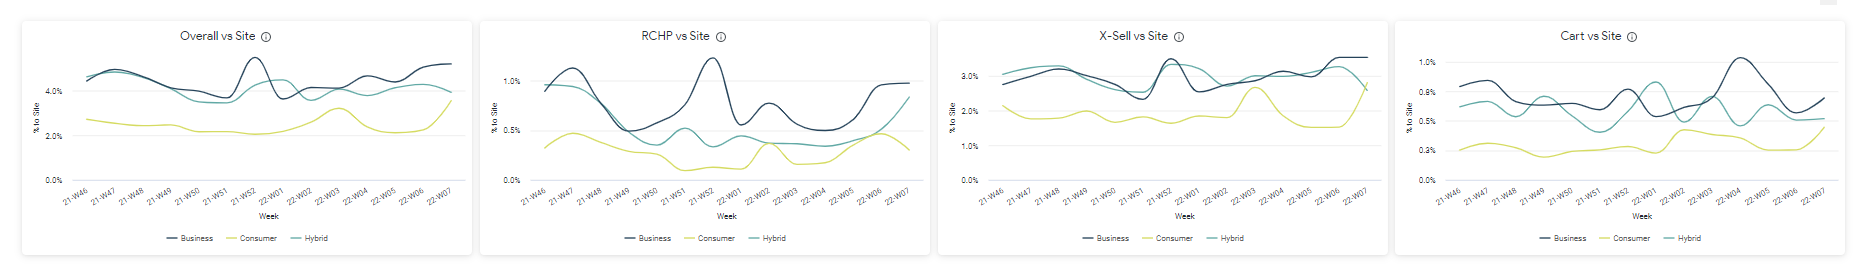 Overall vs Site
% to Site
4.0%
2.0%
0.0%
21-W46
21-W47
21-W48
21-W49
21-W50
21-W51
21-W52
22-W01
22-W02
22-W03
22-W04
22-W05
22-W06
22-W07
Week
Business Consumer Hybrid
RCHP vs Site
% to Site
1.0%
0.5%
0.0%
21-W46
21-W47
21-W48
21-W49
21-W50
21-W51
21-W52
22-W01
22-W02
22-W03
22-W04
22-W05
22-W06
22-W07
Week
Business Consumer Hybrid
X-Sell vs Site
% to Site
3.0%
2.0%
1.0%
0.0%
21-W46
21-W47
21-W48
21-W49
21-W50
21-W51
21-W52
22-W01
22-W02
22-W03
22-W04
22-W05
22-W06
22-W07
Week
Business Consumer Hybrid
Cart vs Site
% to Site
1.0%
0.8%
0.5%
0.3%
0.0%
21-W46
21-W47
21-W48
21-W49
21-W50
21-W51
21-W52
22-W01
22-W02
22-W03
22-W04
22-W05
22-W06
22-W07
Week
Business Consumer Hybrid